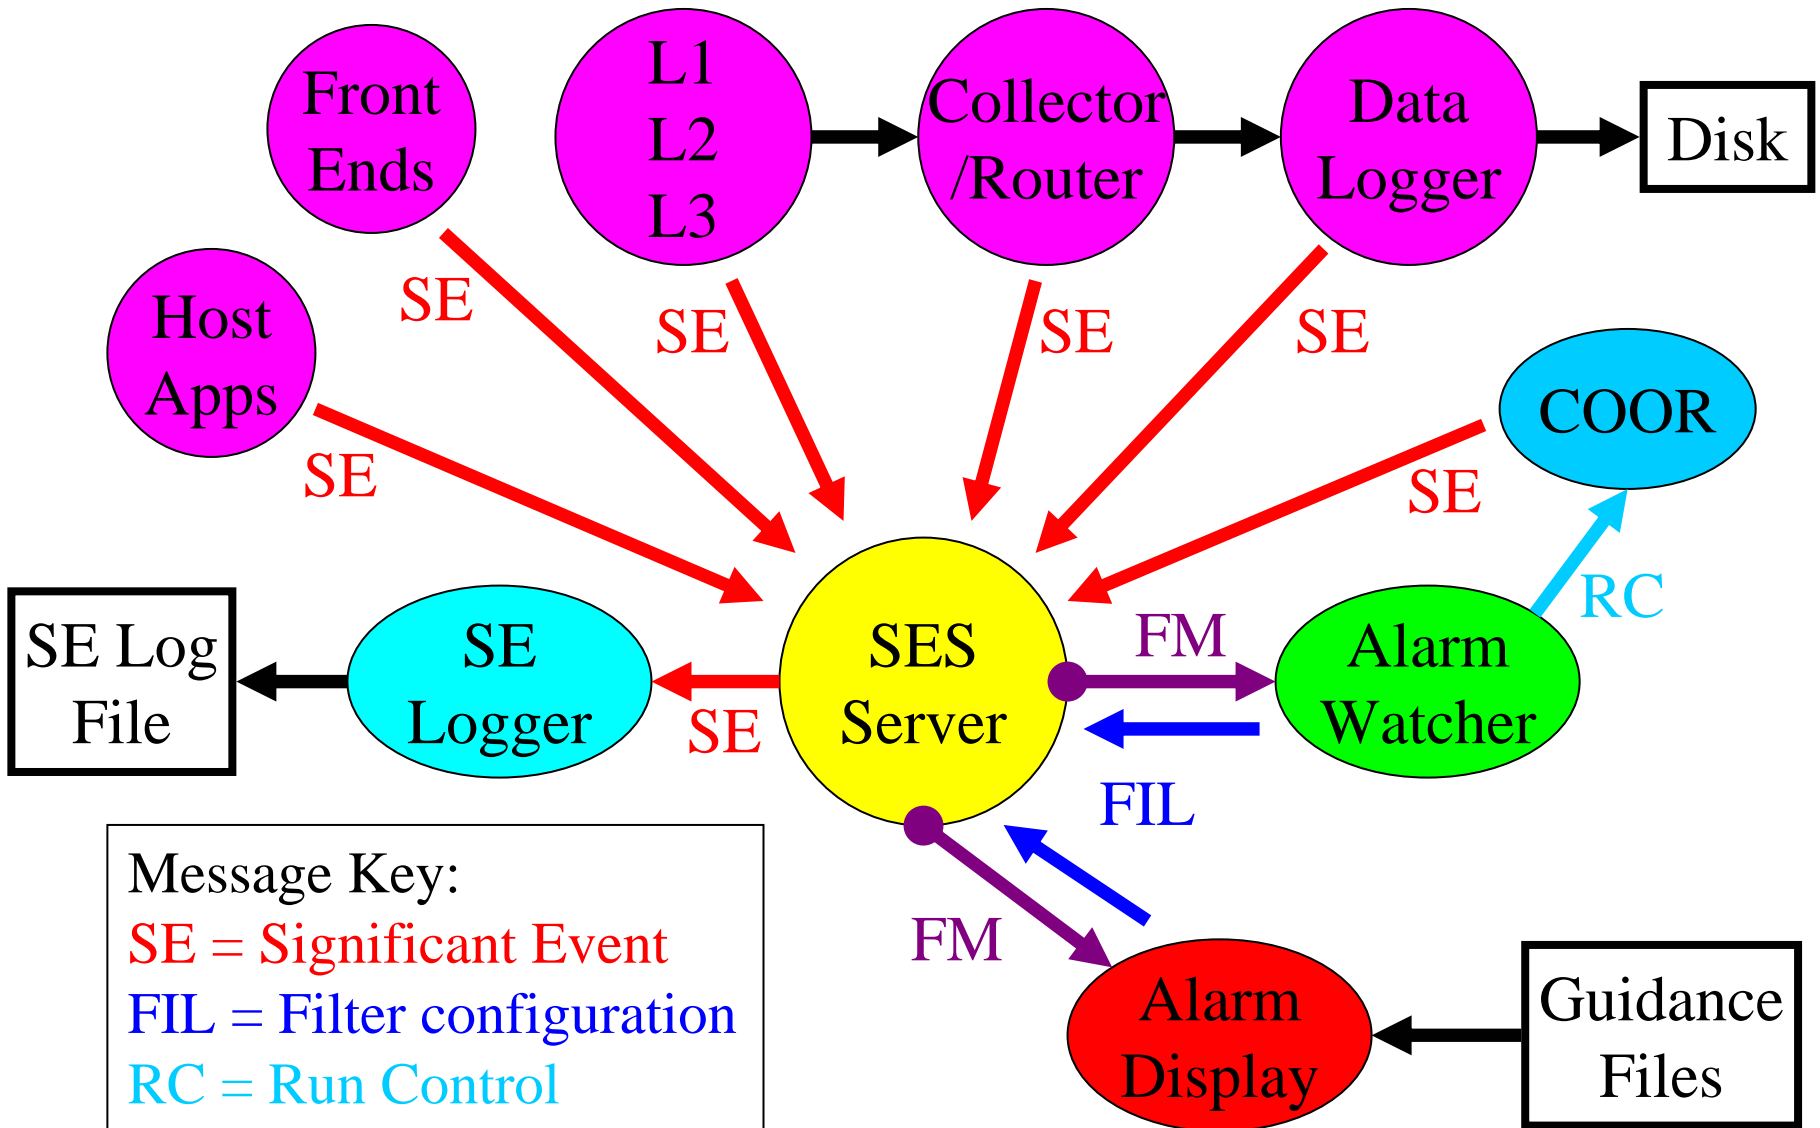 Front
Ends
L1
L2
L3
Collector
/Router
Data
Logger
Disk
Host
Apps
SE
SE
SE
SE
SE
COOR
SE
RC
SE Log
File
SE
Logger
SE
SES
Server
FM
Alarm
Watcher
FIL
FM
Alarm
Display
Guidance
Files
Message Key:
SE = Significant Event
FIL = Filter configuration
RC = Run Control